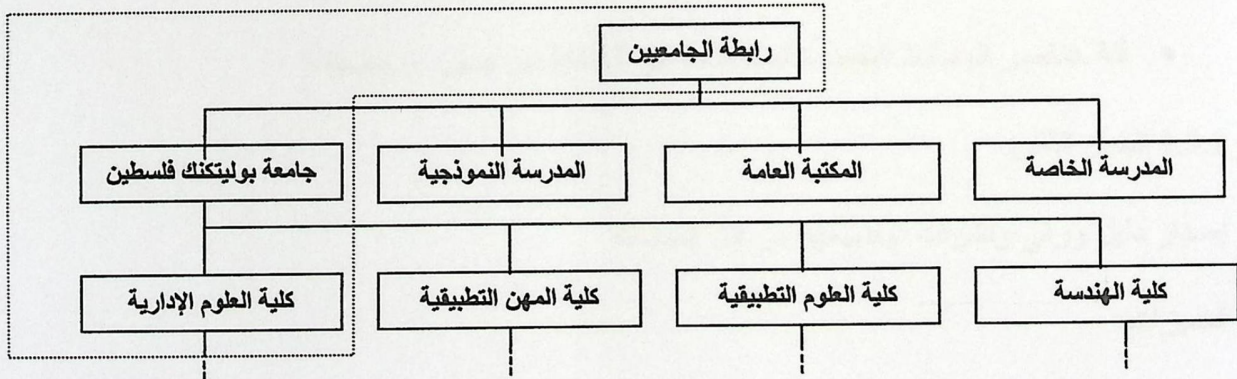 رابطة الجامعيين
المدرسة الخاصة
المكتبة العامة
المدرسة النموذجية
جامعة بوليتكنك فلسطين
كلية الهندسة
كلية العلوم التطبيقية
كلية المهن التطبيقية
كلية العلوم الإدارية